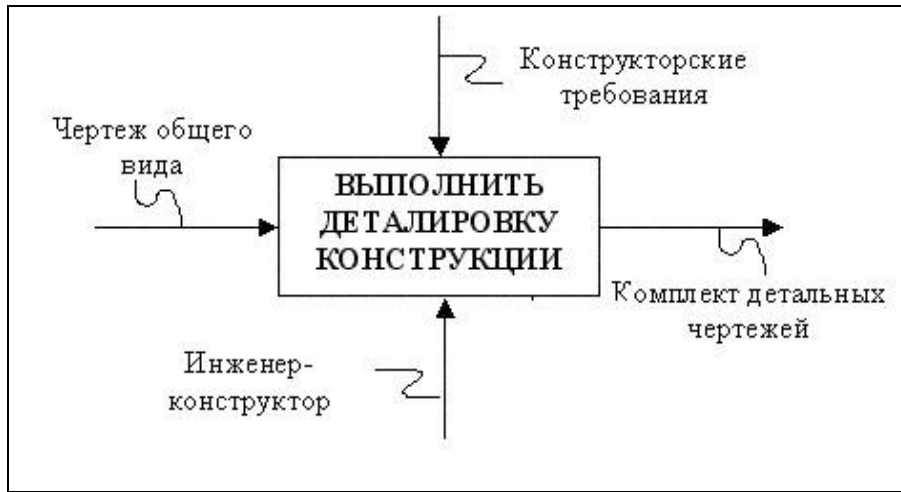 Конструкторские
требования
Чертеж общего
вида
ВЫПОЛНИТЬ
ДЕТАЛИРОВКУ
КОНСТРУКЦИИ
Комплект детальных
чертежей
Инженер-
конструктор